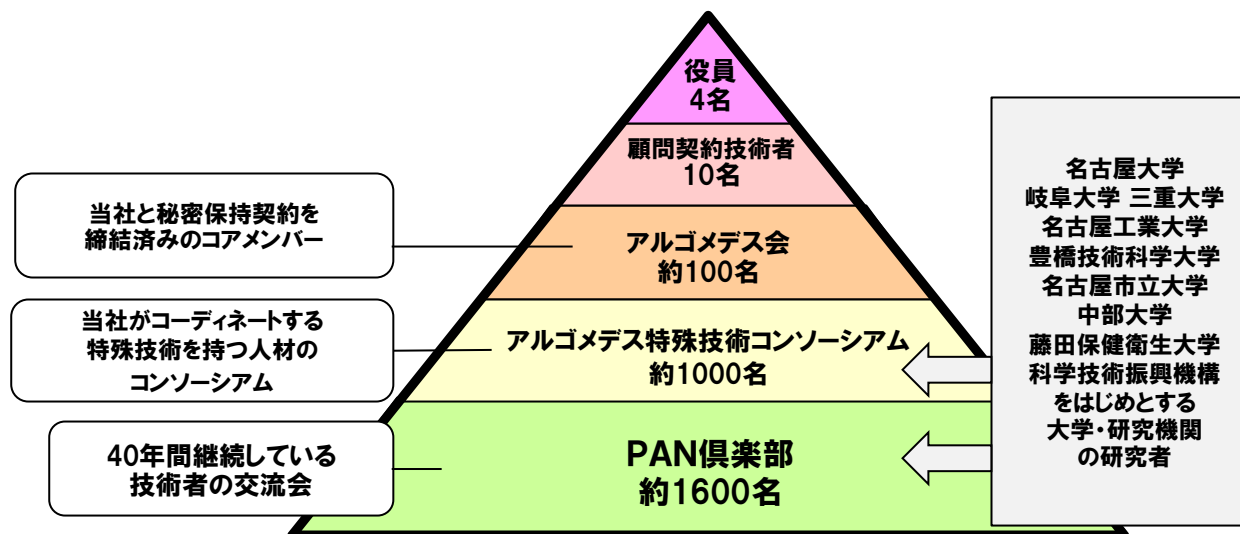 役員
4名
顧問契約技術者
10名
当社と秘密保持契約を
締結済みのコアメンバー
アルゴメデス会
約100名
当社がコーディネートする
特殊技術を持つ人材の
コンソーシアム
アルゴメデス特殊技術コンソーシアム
約1000名
40年間継続している
技術者の交流会
PAN倶楽部
約1600名
名古屋大学
岐阜大学 三重大学
名古屋工業大学
豊橋技術科学大学
名古屋市立大学
中部大学
藤田保健衛生大学
科学技術振興機構
をはじめとする
大学・研究機関
の研究者